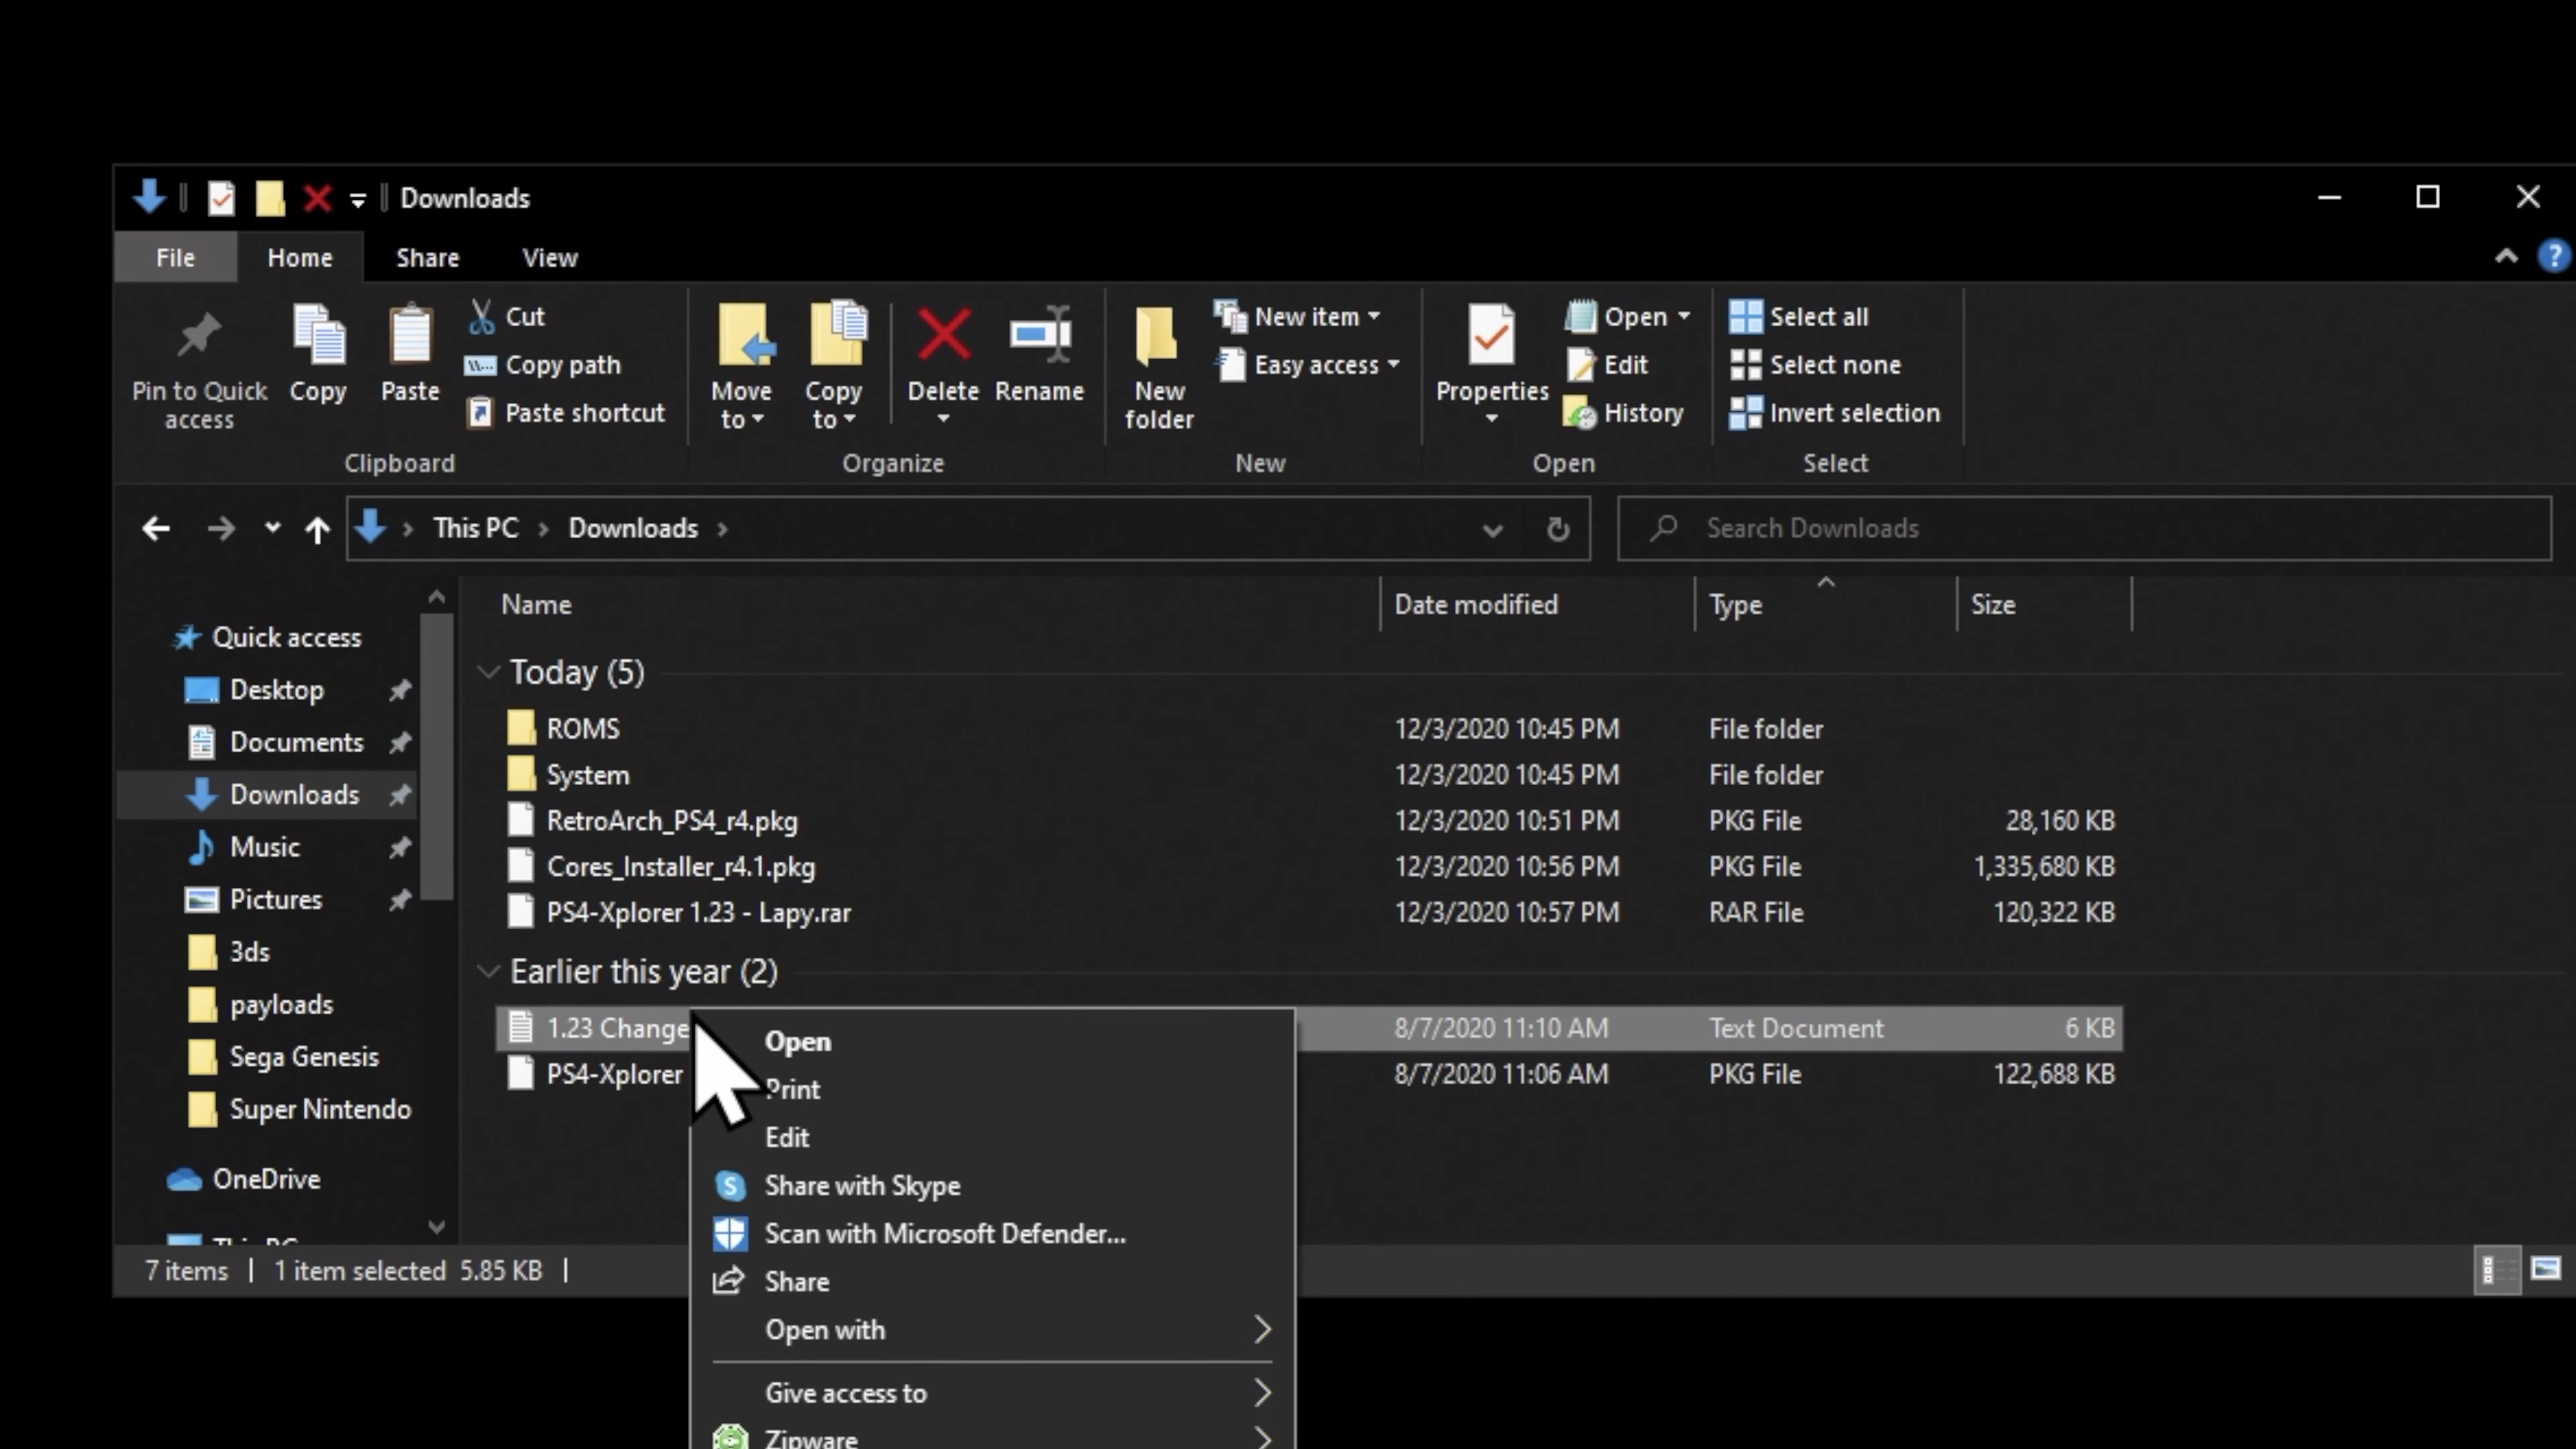 Downloads
File Home Share View
Pin to Quick access
Copy
Paste
Cut
Copy path
Paste shortcut
Clipboard
Move to
Copy to
Delete
Rename
Organize
New folder
New item
Easy access
New
Properties
Open
Edit
History
Open
Select all
Select none
Invert selection
Select
This PC Downloads
Search Downloads
Quick access
Desktop
Documents
Downloads
Music
Pictures
3ds
payloads
Sega Genesis
Super Nintendo
OneDrive
This PC
Name Date modified Type Size
Today (5)
ROMS 12/3/2020 10:45 PM File folder
System 12/3/2020 10:45 PM File folder
RetroArch_PS4_r4.pkg 12/3/2020 10:51 PM PKG File 28,160 KB
Cores_Installer_r4.1.pkg 12/3/2020 10:56 PM PKG File 1,335,680 KB
PS4-Xplorer 1.23 - Lapy.rar 12/3/2020 10:57 PM RAR File 120,322 KB
Earlier this year (2)
1.23 Change 8/7/2020 11:10 AM Text Document 6 KB
PS4-Xplorer 8/7/2020 11:06 AM PKG File 122,688 KB
Open
Print
Edit
Share with Skype
Scan with Microsoft Defender...
Share
Open with
Give access to
Zipware
7 items 1 item selected 5.85 KB